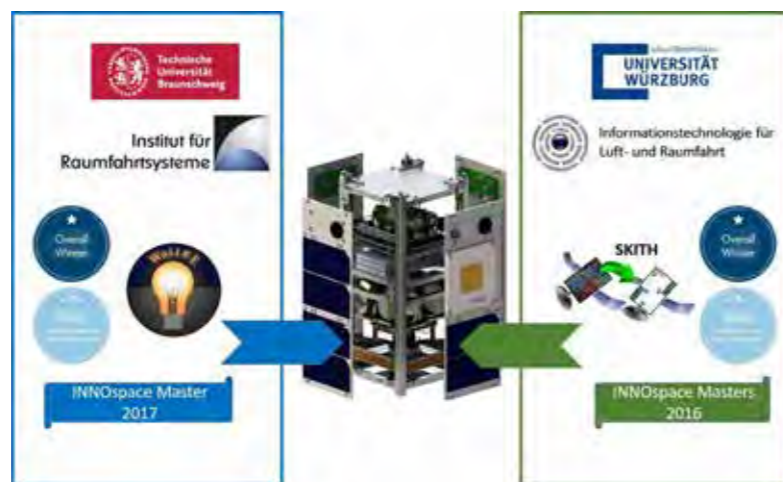 Technische
Universität
Braunschweig
Institut für
Raumfahrtsysteme
Overall
Winner
Wall#E
INNOspace Master
2017
UNIVERSITÄT
WÜRZBURG
Informationstechnologie für
Luft- und Raumfahrt
SKITH
Overall
Winner
INNOspace Masters
2016